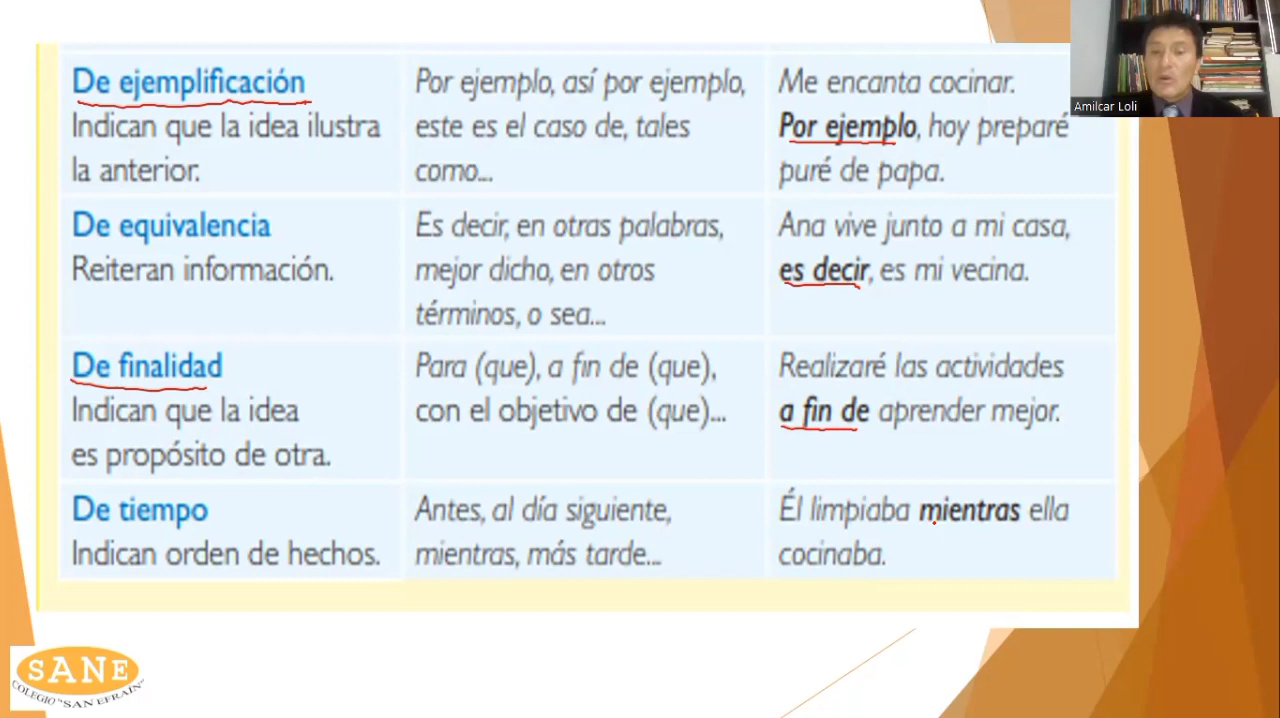 De ejemplificación
Indican que la idea ilustra
la anterior.
Por ejemplo, así por ejemplo,
este es el caso de, tales
como...
Me encanta cocinar.
Por ejemplo, hoy preparé
puré de papa.
De equivalencia
Reiteran información.
Es decir, en otras palabras,
mejor dicho, en otros
términos, o sea...
Ana vive junto a mi casa,
es decir, es mi vecina.
De finalidad
Indican que la idea
es propósito de otra.
Para (que), a fin de (que),
con el objetivo de (que)...
Realizaré las actividades
a fin de aprender mejor.
De tiempo
Indican orden de hechos.
Antes, al día siguiente,
mientras, más tarde...
Él limpiaba mientras ella
cocinaba.
Amilcar Loli
SANE
COLEGIO "SAN EFRAIN"